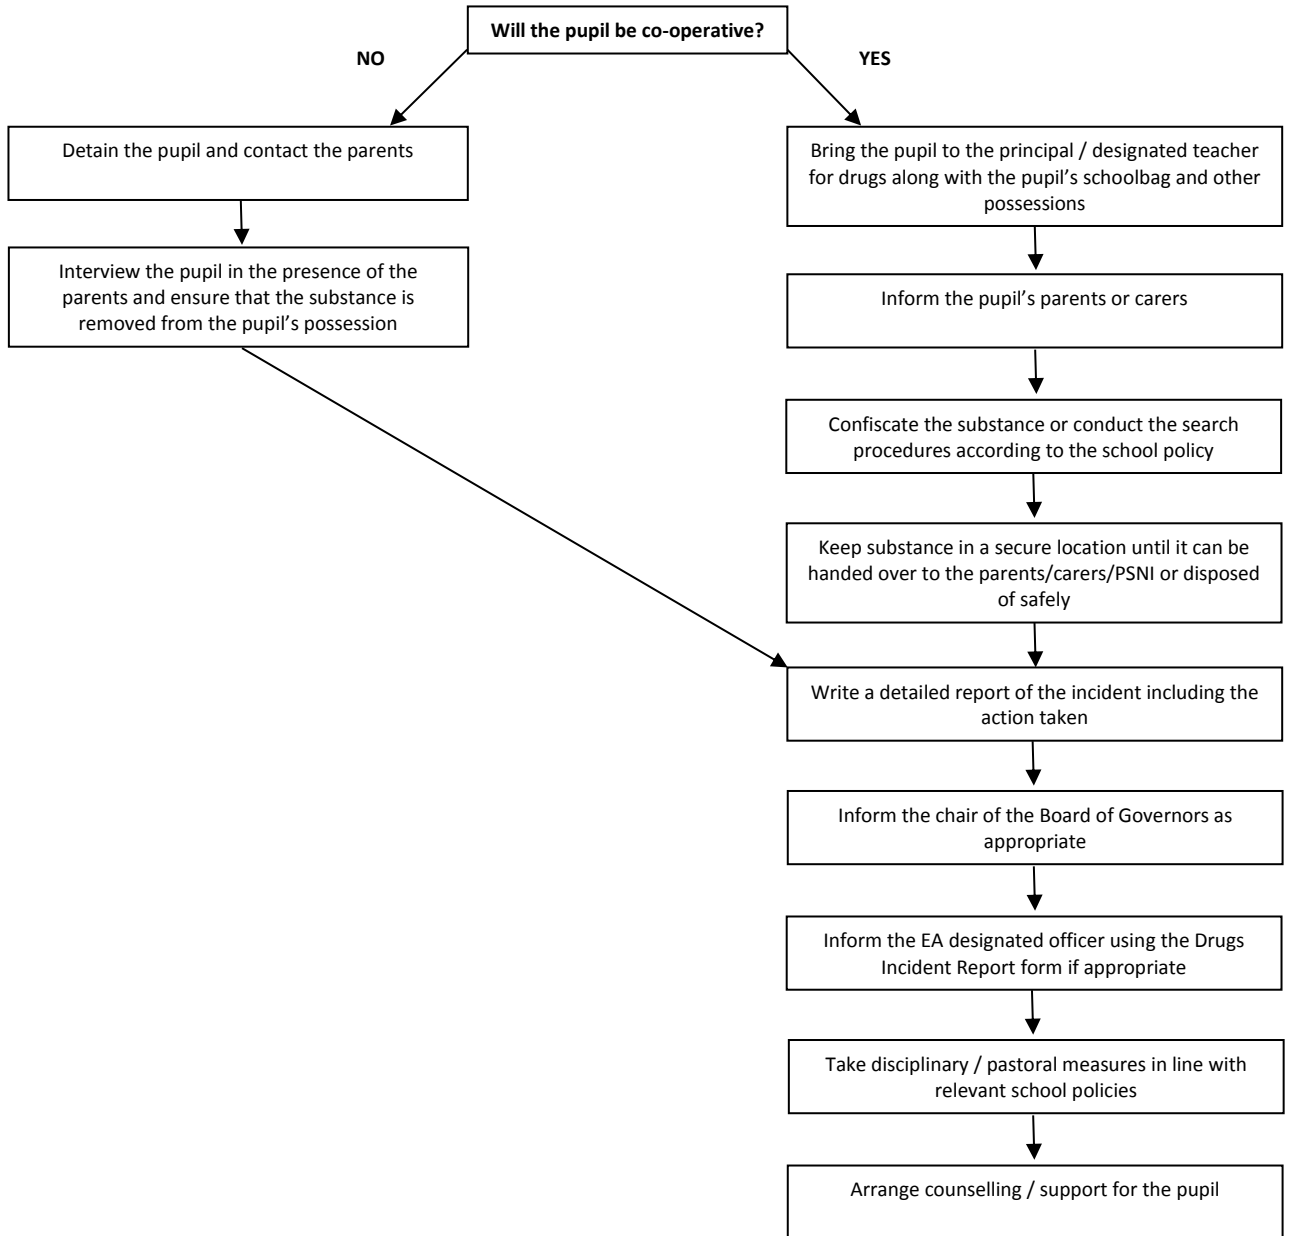 Will the pupil be co-operative?
NO
YES
Detain the pupil and contact the parents
Interview the pupil in the presence of the
parents and ensure that the substance is
removed from the pupil’s possession
Bring the pupil to the principal / designated teacher
for drugs along with the pupil’s schoolbag and other
possessions
Inform the pupil’s parents or carers
Confiscate the substance or conduct the search
procedures according to the school policy
Keep substance in a secure location until it can be
handed over to the parents/carers/PSNI or disposed
of safely
Write a detailed report of the incident including the
action taken
Inform the chair of the Board of Governors as
appropriate
Inform the EA designated officer using the Drugs
Incident Report form if appropriate
Take disciplinary / pastoral measures in line with
relevant school policies
Arrange counselling / support for the pupil